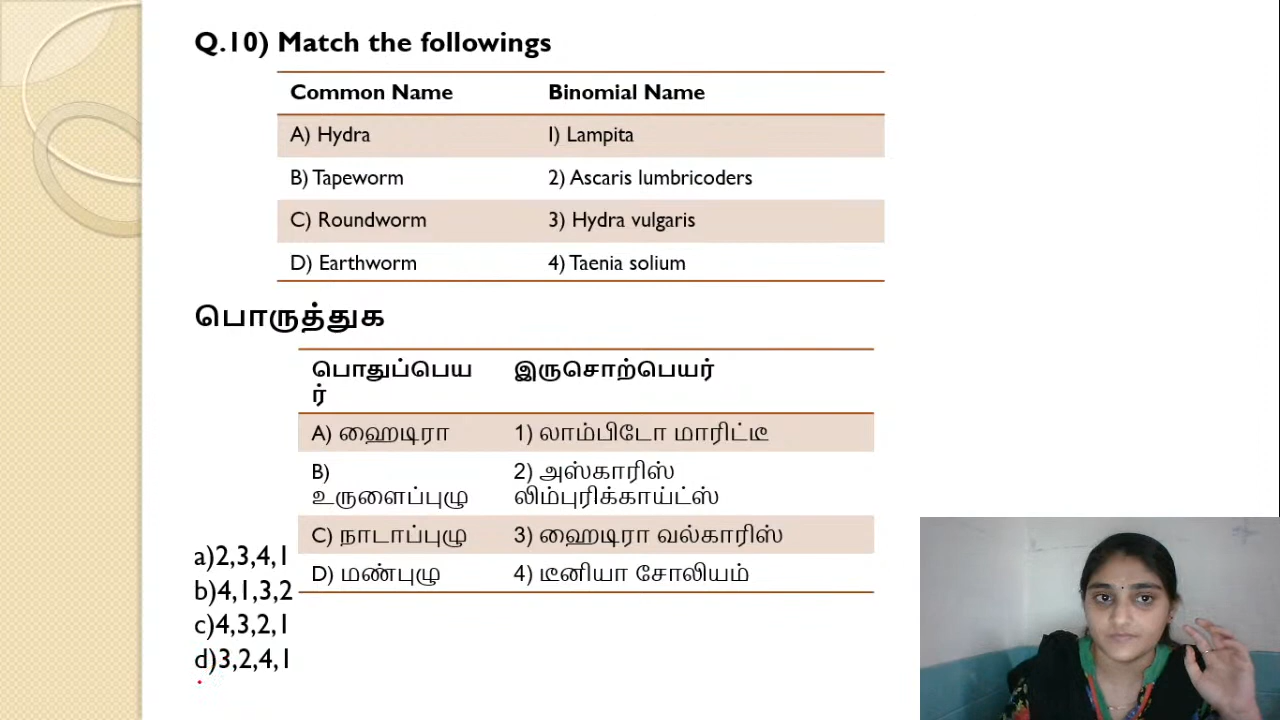 Q.10) Match the followings
Common Name Binomial Name
A) Hydra 1) Lampita
B) Tapeworm 2) Ascaris lumbricoders
C) Roundworm 3) Hydra vulgaris
D) Earthworm 4) Taenia solium
பொருத்துக
பொதுப்பெய இருசொற்பெயர்
ர்
A) ஹைடிரா 1) லாம்பிடோ மாரிட்டீ
B) 2) அஸ்காரிஸ்
உருளைப்புழு லிம்புரிக்காய்ட்ஸ்
C) நாடாப்புழு 3) ஹைடிரா வல்காரிஸ்
D) மண்புழு 4) டீனியா சோலியம்
a)2,3,4,1
b)4,1,3,2
c)4,3,2,1
d)3,2,4,1